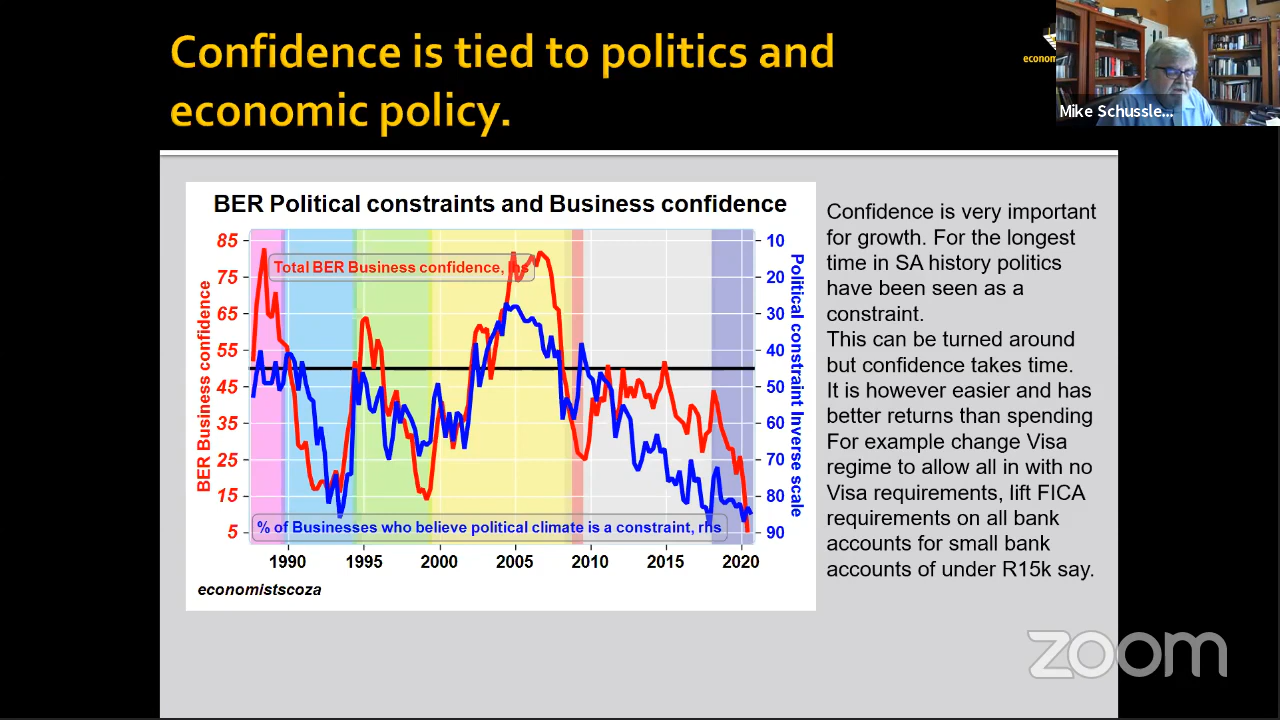 Confidence is tied to politics and
economic policy.
econom
Mike Schussle...
BER Political constraints and Business confidence
Total BER Business confidence, lhs
% of Businesses who believe political climate is a constraint, rhs
BER Business confidence
85
75
65
55
45
35
25
15
5
10
20
30
40
50
60
70
80
90
Political constraint Inverse scale
1990
1995
2000
2005
2010
2015
2020
economistscoza
Confidence is very important
for growth. For the longest
time in SA history politics
have been seen as a
constraint.
This can be turned around
but confidence takes time.
It is however easier and has
better returns than spending
For example change Visa
regime to allow all in with no
Visa requirements, lift FICA
requirements on all bank
accounts for small bank
accounts of under R15k say.
zoom